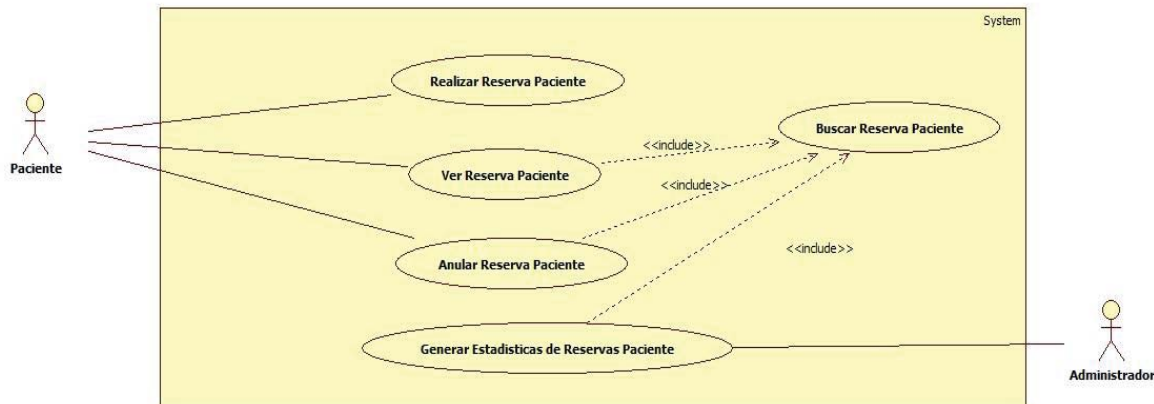 System
Realizar Reserva Paciente
Buscar Reserva Paciente
<<include>>
Paciente
Ver Reserva Paciente
<<include>>
<<include>>
Anular Reserva Paciente
Generar Estadisticas de Reservas Paciente
Administrador